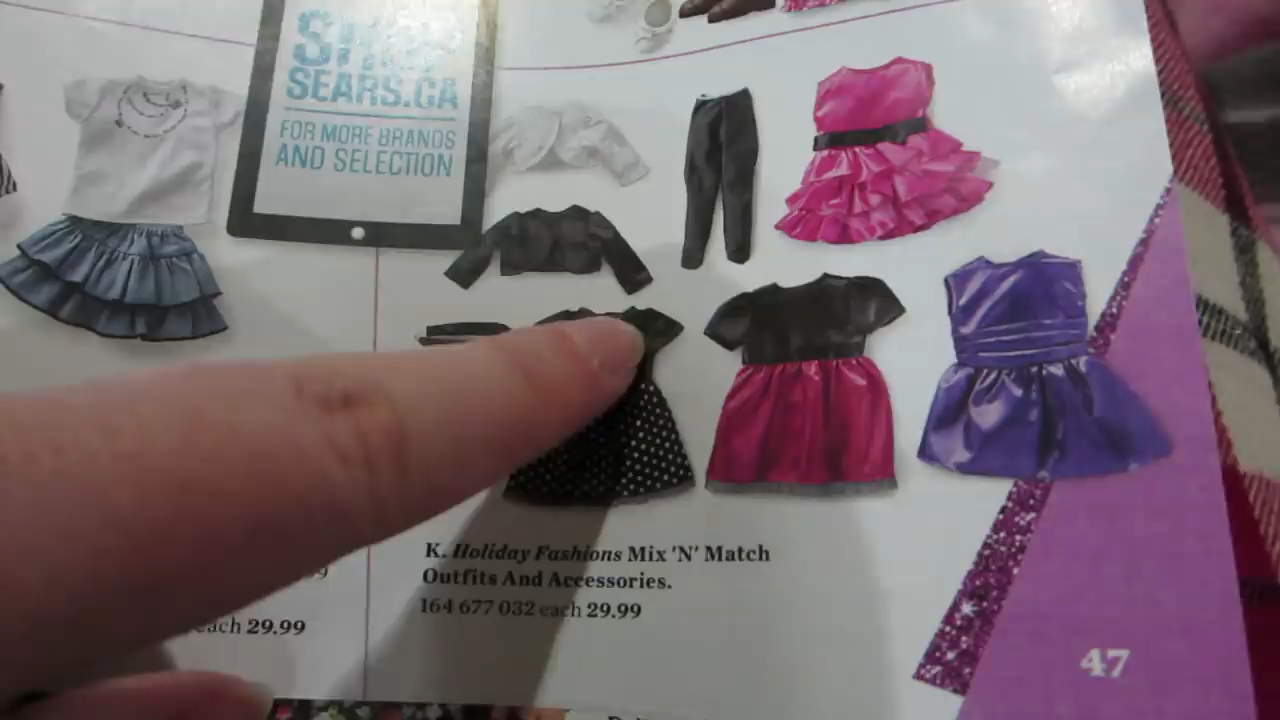 SEARS.CA
FOR MORE BRANDS
AND SELECTION
K. Holiday Fashions Mix 'N' Match
Outfits And Accessories.
164 677 032 each 29.99
each 29.99
47